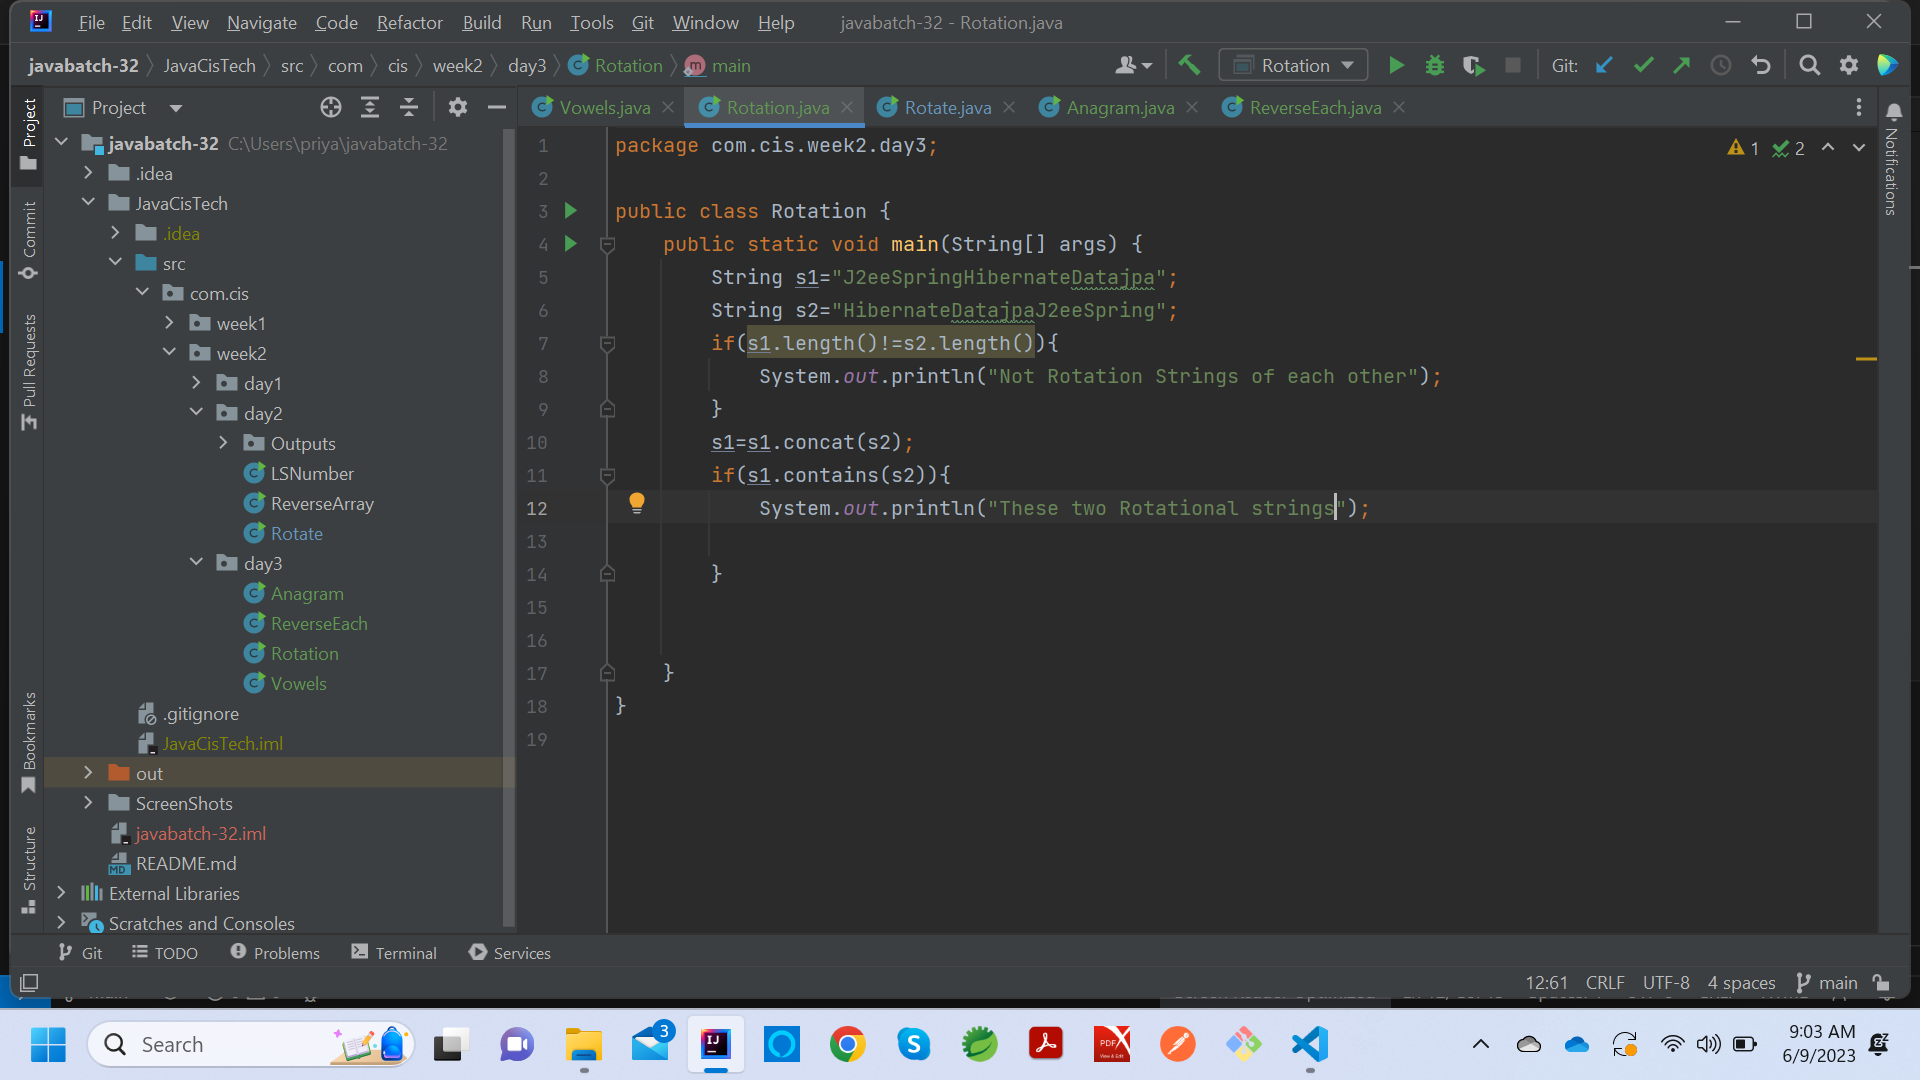 File Edit View Navigate Code Refactor Build Run Tools Git Window Help javabatch-32 - Rotation.java
javabatch-32 JavaCisTech src com cis week2 day3 Rotation main Rotation Git:
Project
Vowels.java Rotation.java Rotate.java Anagram.java ReverseEach.java
Project
Commit
Pull Requests
Bookmarks
Structure
javabatch-32 C:\Users\priya\javabatch-32
.idea
JavaCisTech
.idea
src
com.cis
week1
week2
day1
day2
Outputs
LSNumber
ReverseArray
Rotate
day3
Anagram
ReverseEach
Rotation
Vowels
.gitignore
JavaCisTech.iml
out
ScreenShots
javabatch-32.iml
README.md
External Libraries
Scratches and Consoles
1 package com.cis.week2.day3;
2
3 public class Rotation {
4 public static void main(String[] args) {
5 String s1="J2eeSpringHibernateDatajpa";
6 String s2="HibernateDatajpaJ2eeSpring";
7 if(s1.length()!=s2.length()){
8 System.out.println("Not Rotation Strings of each other");
9 }
10 s1=s1.concat(s2);
11 if(s1.contains(s2)){
12 System.out.println("These two Rotational strings");
13
14 }
15
16
17 }
18 }
19
1 2
Notifications
Git TODO Problems Terminal Services
12:61 CRLF UTF-8 4 spaces main
Search
3
9:03 AM
6/9/2023